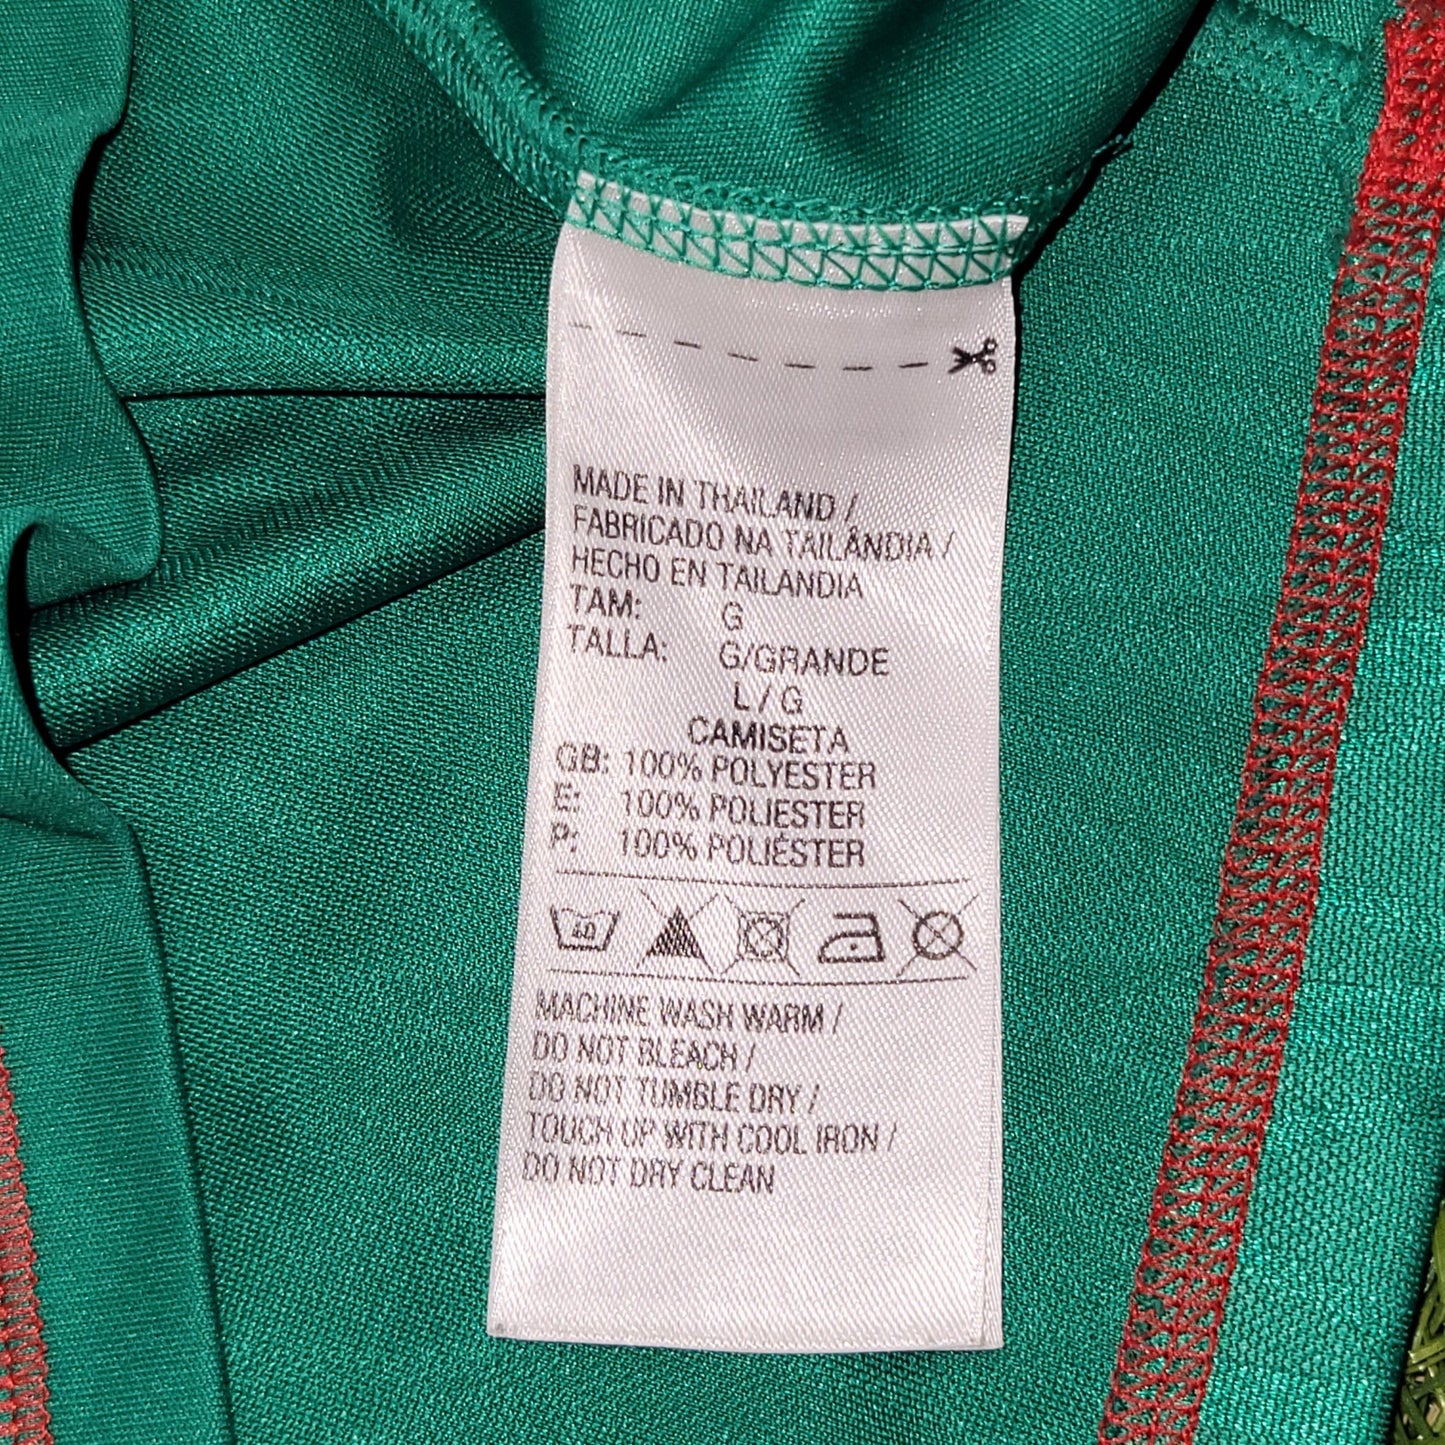 MADE IN THAILAND /
FABRICADO NA TAILÂNDIA /
HECHO EN TAILANDIA
TAM: G
TALLA: G/GRANDE
L / G
CAMISETA
GB: 100% POLYESTER
E: 100% POLIESTER
P: 100% POLIÉSTER
40
MACHINE WASH WARM /
DO NOT BLEACH /
DO NOT TUMBLE DRY /
TOUCH UP WITH COOL IRON /
DO NOT DRY CLEAN